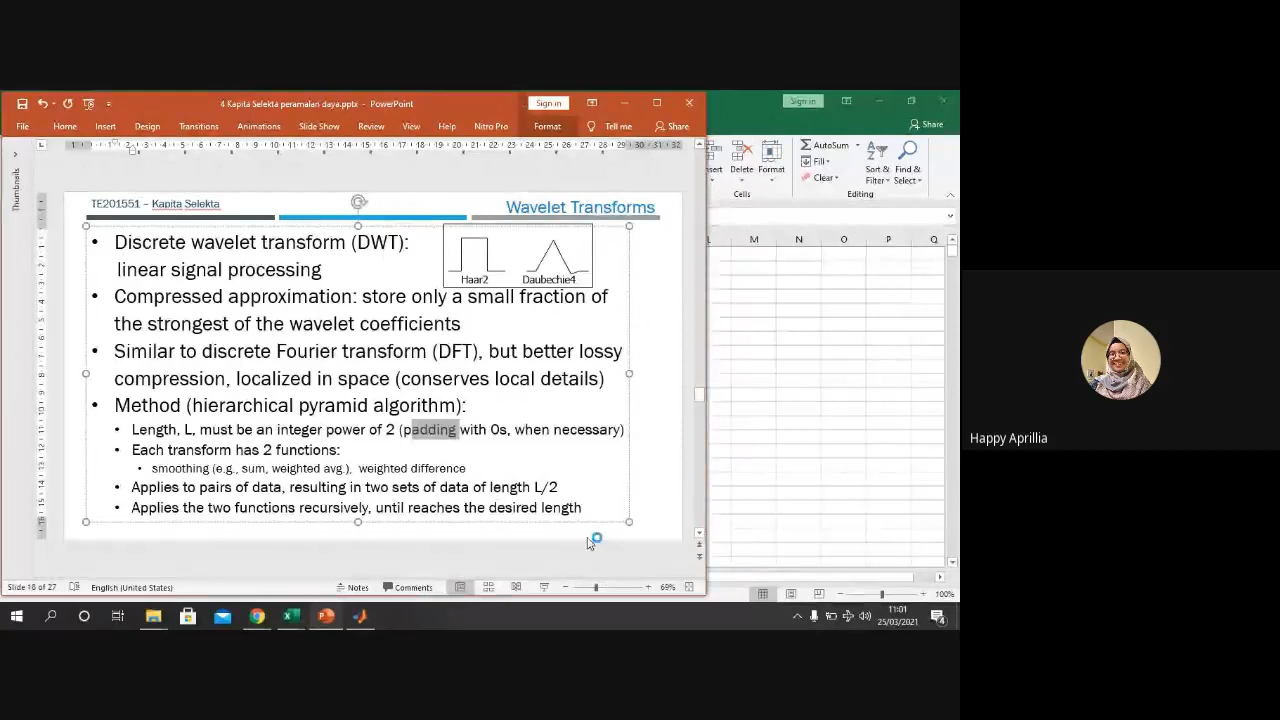 4 Kapita Selekta peramalan daya.pptx - PowerPoint
Sign in
File Home Insert Design Transitions Animations Slide Show Review View Help Nitro Pro Format Tell me Share
Thumbnails
TE201551 – Kapita Selekta
Wavelet Transforms
• Discrete wavelet transform (DWT):
linear signal processing
Haar2 Daubechie4
• Compressed approximation: store only a small fraction of
the strongest of the wavelet coefficients
• Similar to discrete Fourier transform (DFT), but better lossy
compression, localized in space (conserves local details)
• Method (hierarchical pyramid algorithm):
• Length, L, must be an integer power of 2 (padding with 0s, when necessary)
• Each transform has 2 functions:
• smoothing (e.g., sum, weighted avg.), weighted difference
• Applies to pairs of data, resulting in two sets of data of length L/2
• Applies the two functions recursively, until reaches the desired length
Slide 18 of 27 English (United States) Notes Comments 69%
Sign in
Share
Delete Format
AutoSum
Fill
Clear
Sort & Filter
Find & Select
Cells
Editing
M N O P Q
100%
11:01
25/03/2021
4
Happy Aprillia